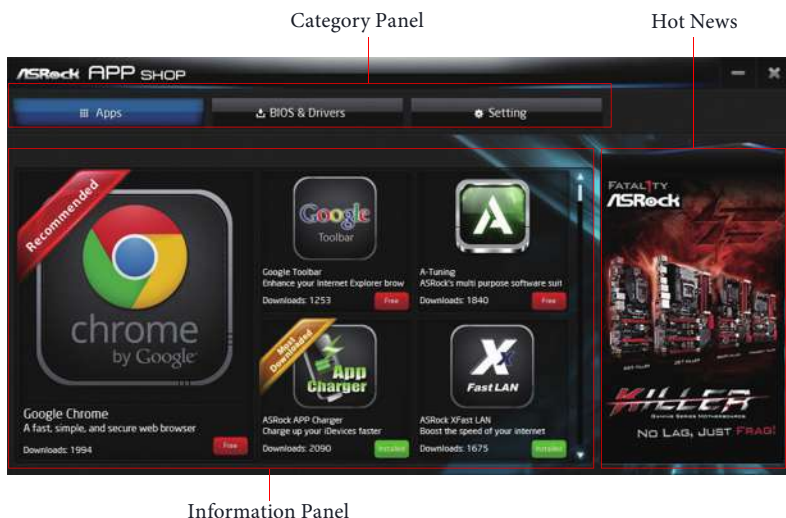 Category Panel
Hot News
ASRock APP SHOP
Apps
BIOS & Drivers
Setting
Recommended
chrome
by Google
Google Chrome
A fast, simple, and secure web browser
Downloads: 1994
Free
Google
Toolbar
Google Toolbar
Enhance your Internet Explorer brow
Downloads: 1253
Free
A
A-Tuning
ASRock's multi purpose software suit
Downloads: 1840
Free
Most
Downloaded
App
Charger
ASRock APP Charger
Charge up your iDevices faster
Downloads: 2090
Installed
X
Fast LAN
ASRock XFast LAN
Boost the speed of your internet
Downloads: 1675
Installed
FATAL1TY
ASRock
KILLER
GAMING SERIES MOTHERBOARDS
NO LAG, JUST FRAG!
Information Panel